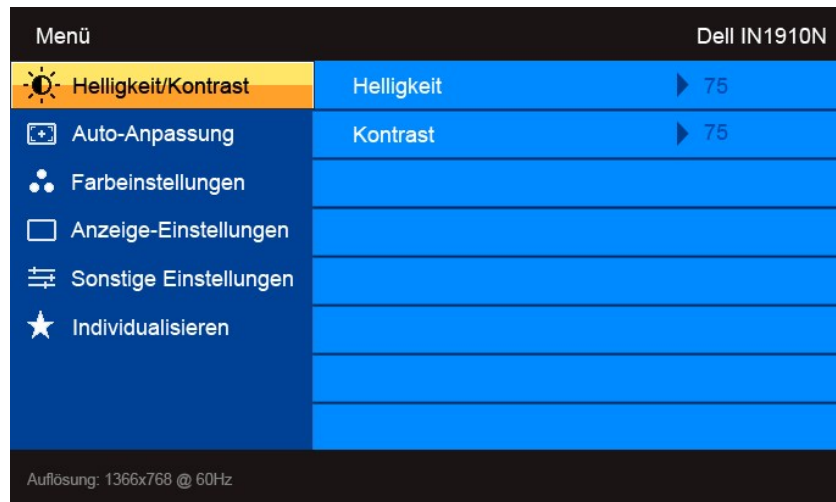 Menü Dell IN1910N
Helligkeit/Kontrast Helligkeit 75
Auto-Anpassung Kontrast 75
Farbeinstellungen
Anzeige-Einstellungen
Sonstige Einstellungen
Individualisieren
Auflösung: 1366x768 @ 60Hz